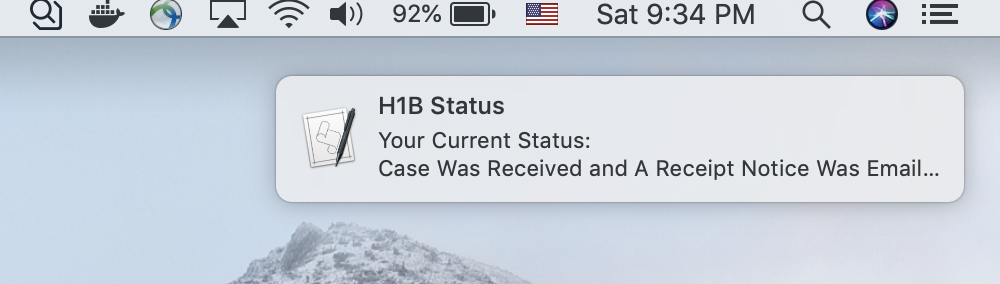 92% Sat 9:34 PM
H1B Status
Your Current Status:
Case Was Received and A Receipt Notice Was Email...